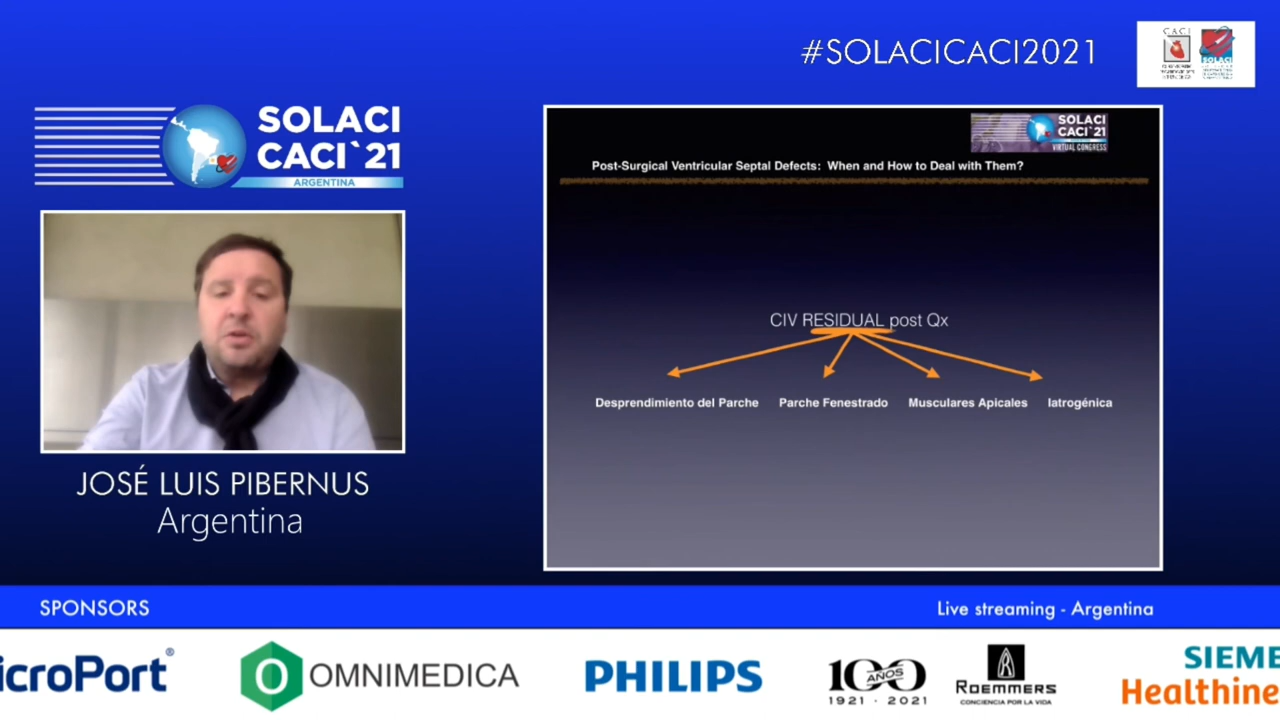 #SOLACICACI2021
CACI
SOLACI
SOLACI
CACI`21
ARGENTINA
SOLACI
CACI`21
VIRTUAL CONGRESS
Post-Surgical Ventricular Septal Defects: When and How to Deal with Them?
CIV RESIDUAL post Qx
Desprendimiento del Parche
Parche Fenestrado
Musculares Apicales
Iatrogénica
JOSÉ LUIS PIBERNUS
Argentina
SPONSORS
Live streaming - Argentina
icroPort®
OMNIMEDICA
PHILIPS
100 AÑOS
1921 · 2021
ROEMMERS
CONCIENCIA POR LA VIDA
SIEME
Healthine